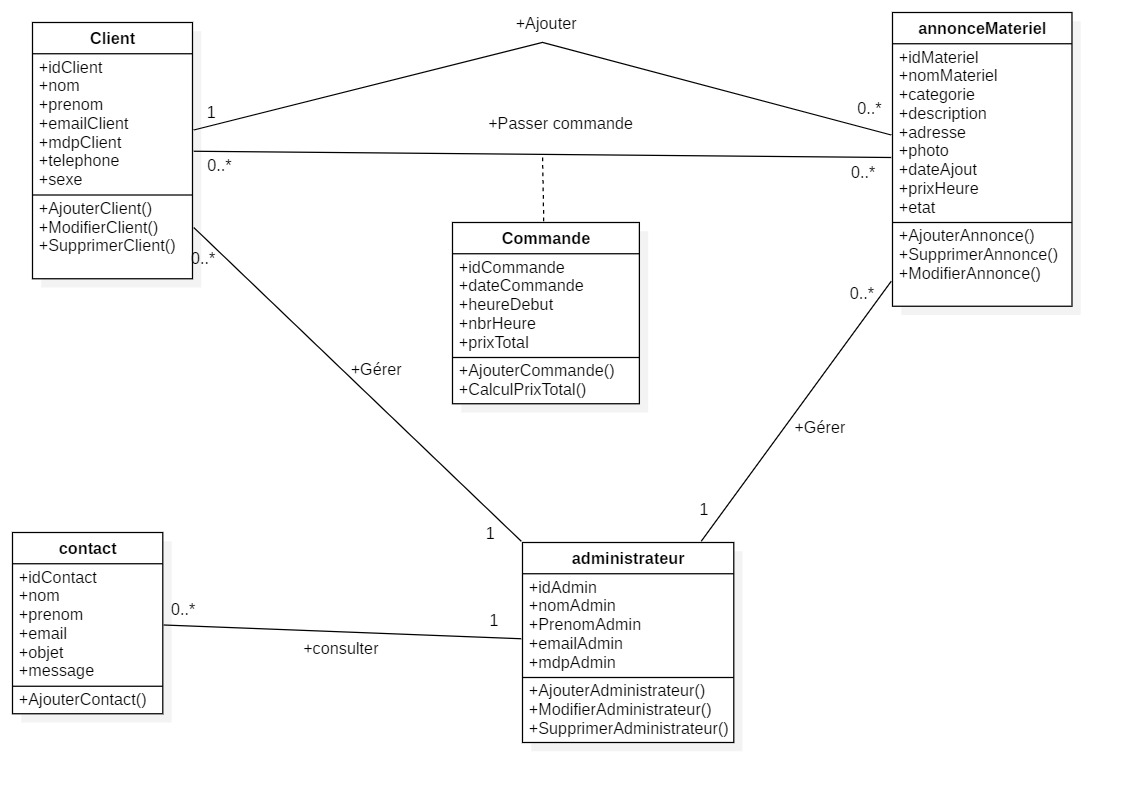 +Ajouter
Client
+idClient
+nom
+prenom
+emailClient
+mdpClient
+telephone
+sexe
+AjouterClient()
+ModifierClient()
+SupprimerClient()
annonceMateriel
+idMateriel
+nomMateriel
+categorie
+description
+adresse
+photo
+dateAjout
+prixHeure
+etat
+AjouterAnnonce()
+SupprimerAnnonce()
+ModifierAnnonce()
1
0..*
+Passer commande
0..*
0..*
Commande
+idCommande
+dateCommande
+heureDebut
+nbrHeure
+prixTotal
+AjouterCommande()
+CalculPrixTotal()
0..*
+Gérer
1
0..*
+Gérer
1
contact
+idContact
+nom
+prenom
+email
+objet
+message
+AjouterContact()
0..*
+consulter
1
administrateur
+idAdmin
+nomAdmin
+PrenomAdmin
+emailAdmin
+mdpAdmin
+AjouterAdministrateur()
+ModifierAdministrateur()
+SupprimerAdministrateur()